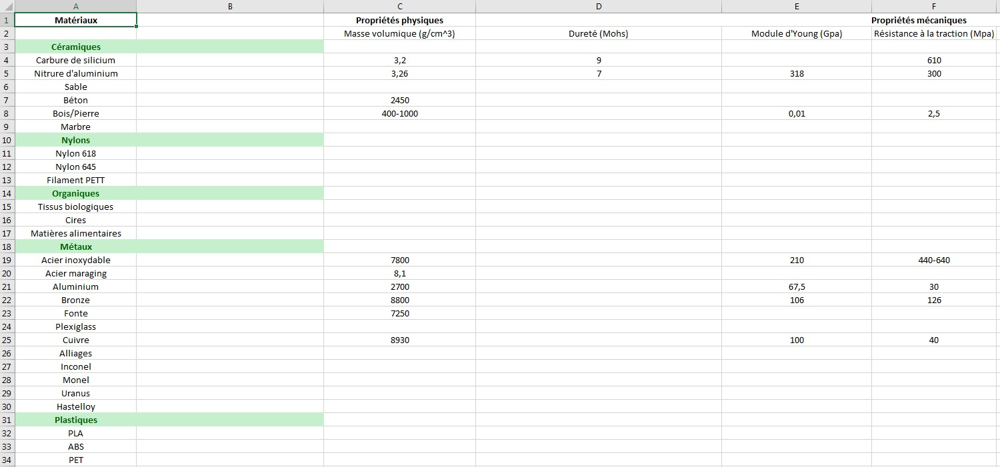 A B C D E F
1 Matériaux Propriétés physiques Propriétés mécaniques
2 Masse volumique (g/cm^3) Dureté (Mohs) Module d'Young (Gpa) Résistance à la traction (Mpa)
3 Céramiques
4 Carbure de silicium 3,2 9 610
5 Nitrure d'aluminium 3,26 7 318 300
6 Sable
7 Béton 2450
8 Bois/Pierre 400-1000 0,01 2,5
9 Marbre
10 Nylons
11 Nylon 618
12 Nylon 645
13 Filament PETT
14 Organiques
15 Tissus biologiques
16 Cires
17 Matières alimentaires
18 Métaux
19 Acier inoxydable 7800 210 440-640
20 Acier maraging 8,1
21 Aluminium 2700 67,5 30
22 Bronze 8800 106 126
23 Fonte 7250
24 Plexiglass
25 Cuivre 8930 100 40
26 Alliages
27 Inconel
28 Monel
29 Uranus
30 Hastelloy
31 Plastiques
32 PLA
33 ABS
34 PET